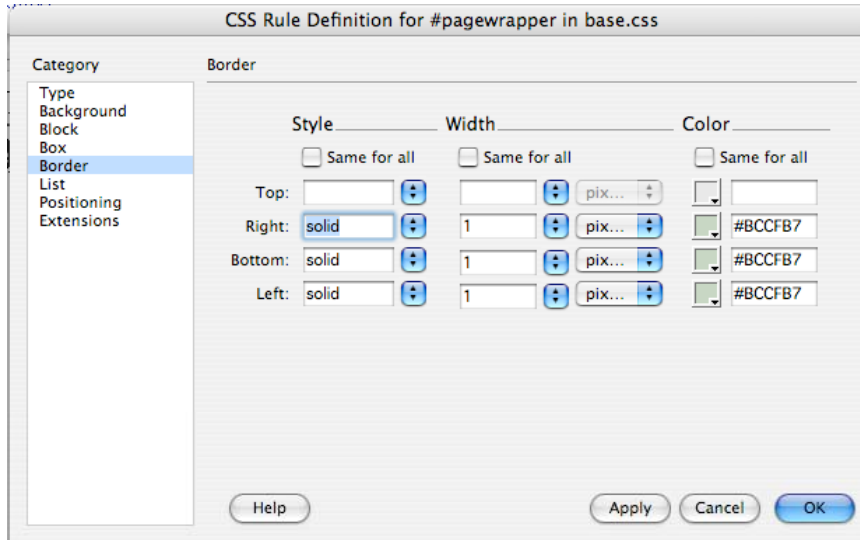 CSS Rule Definition for #pagewrapper in base.css
Category
Border
Type
Background
Block
Box
Border
List
Positioning
Extensions
Style Width Color
Same for all Same for all Same for all
Top: pix...
Right: solid 1 pix... #BCCFB7
Bottom: solid 1 pix... #BCCFB7
Left: solid 1 pix... #BCCFB7
Help Apply Cancel OK